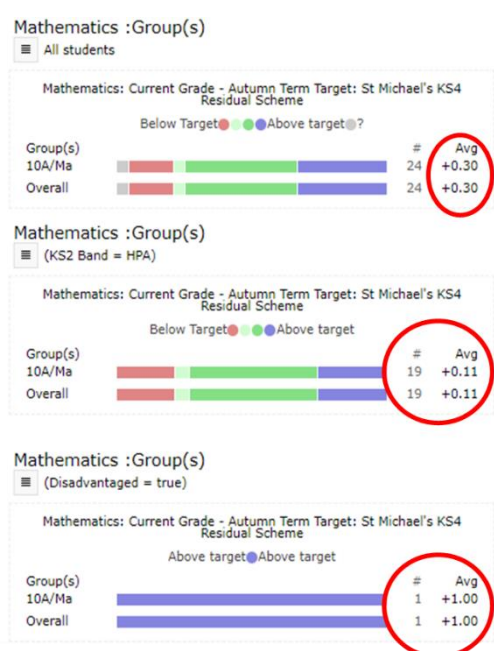 Mathematics :Group(s)
All students
Mathematics: Current Grade - Autumn Term Target: St Michael's KS4
Residual Scheme
Below Target Above target ?
Group(s) # Avg
10A/Ma 24 +0.30
Overall 24 +0.30
Mathematics :Group(s)
(KS2 Band = HPA)
Mathematics: Current Grade - Autumn Term Target: St Michael's KS4
Residual Scheme
Below Target Above target
Group(s) # Avg
10A/Ma 19 +0.11
Overall 19 +0.11
Mathematics :Group(s)
(Disadvantaged = true)
Mathematics: Current Grade - Autumn Term Target: St Michael's KS4
Residual Scheme
Above target Above target
Group(s) # Avg
10A/Ma 1 +1.00
Overall 1 +1.00